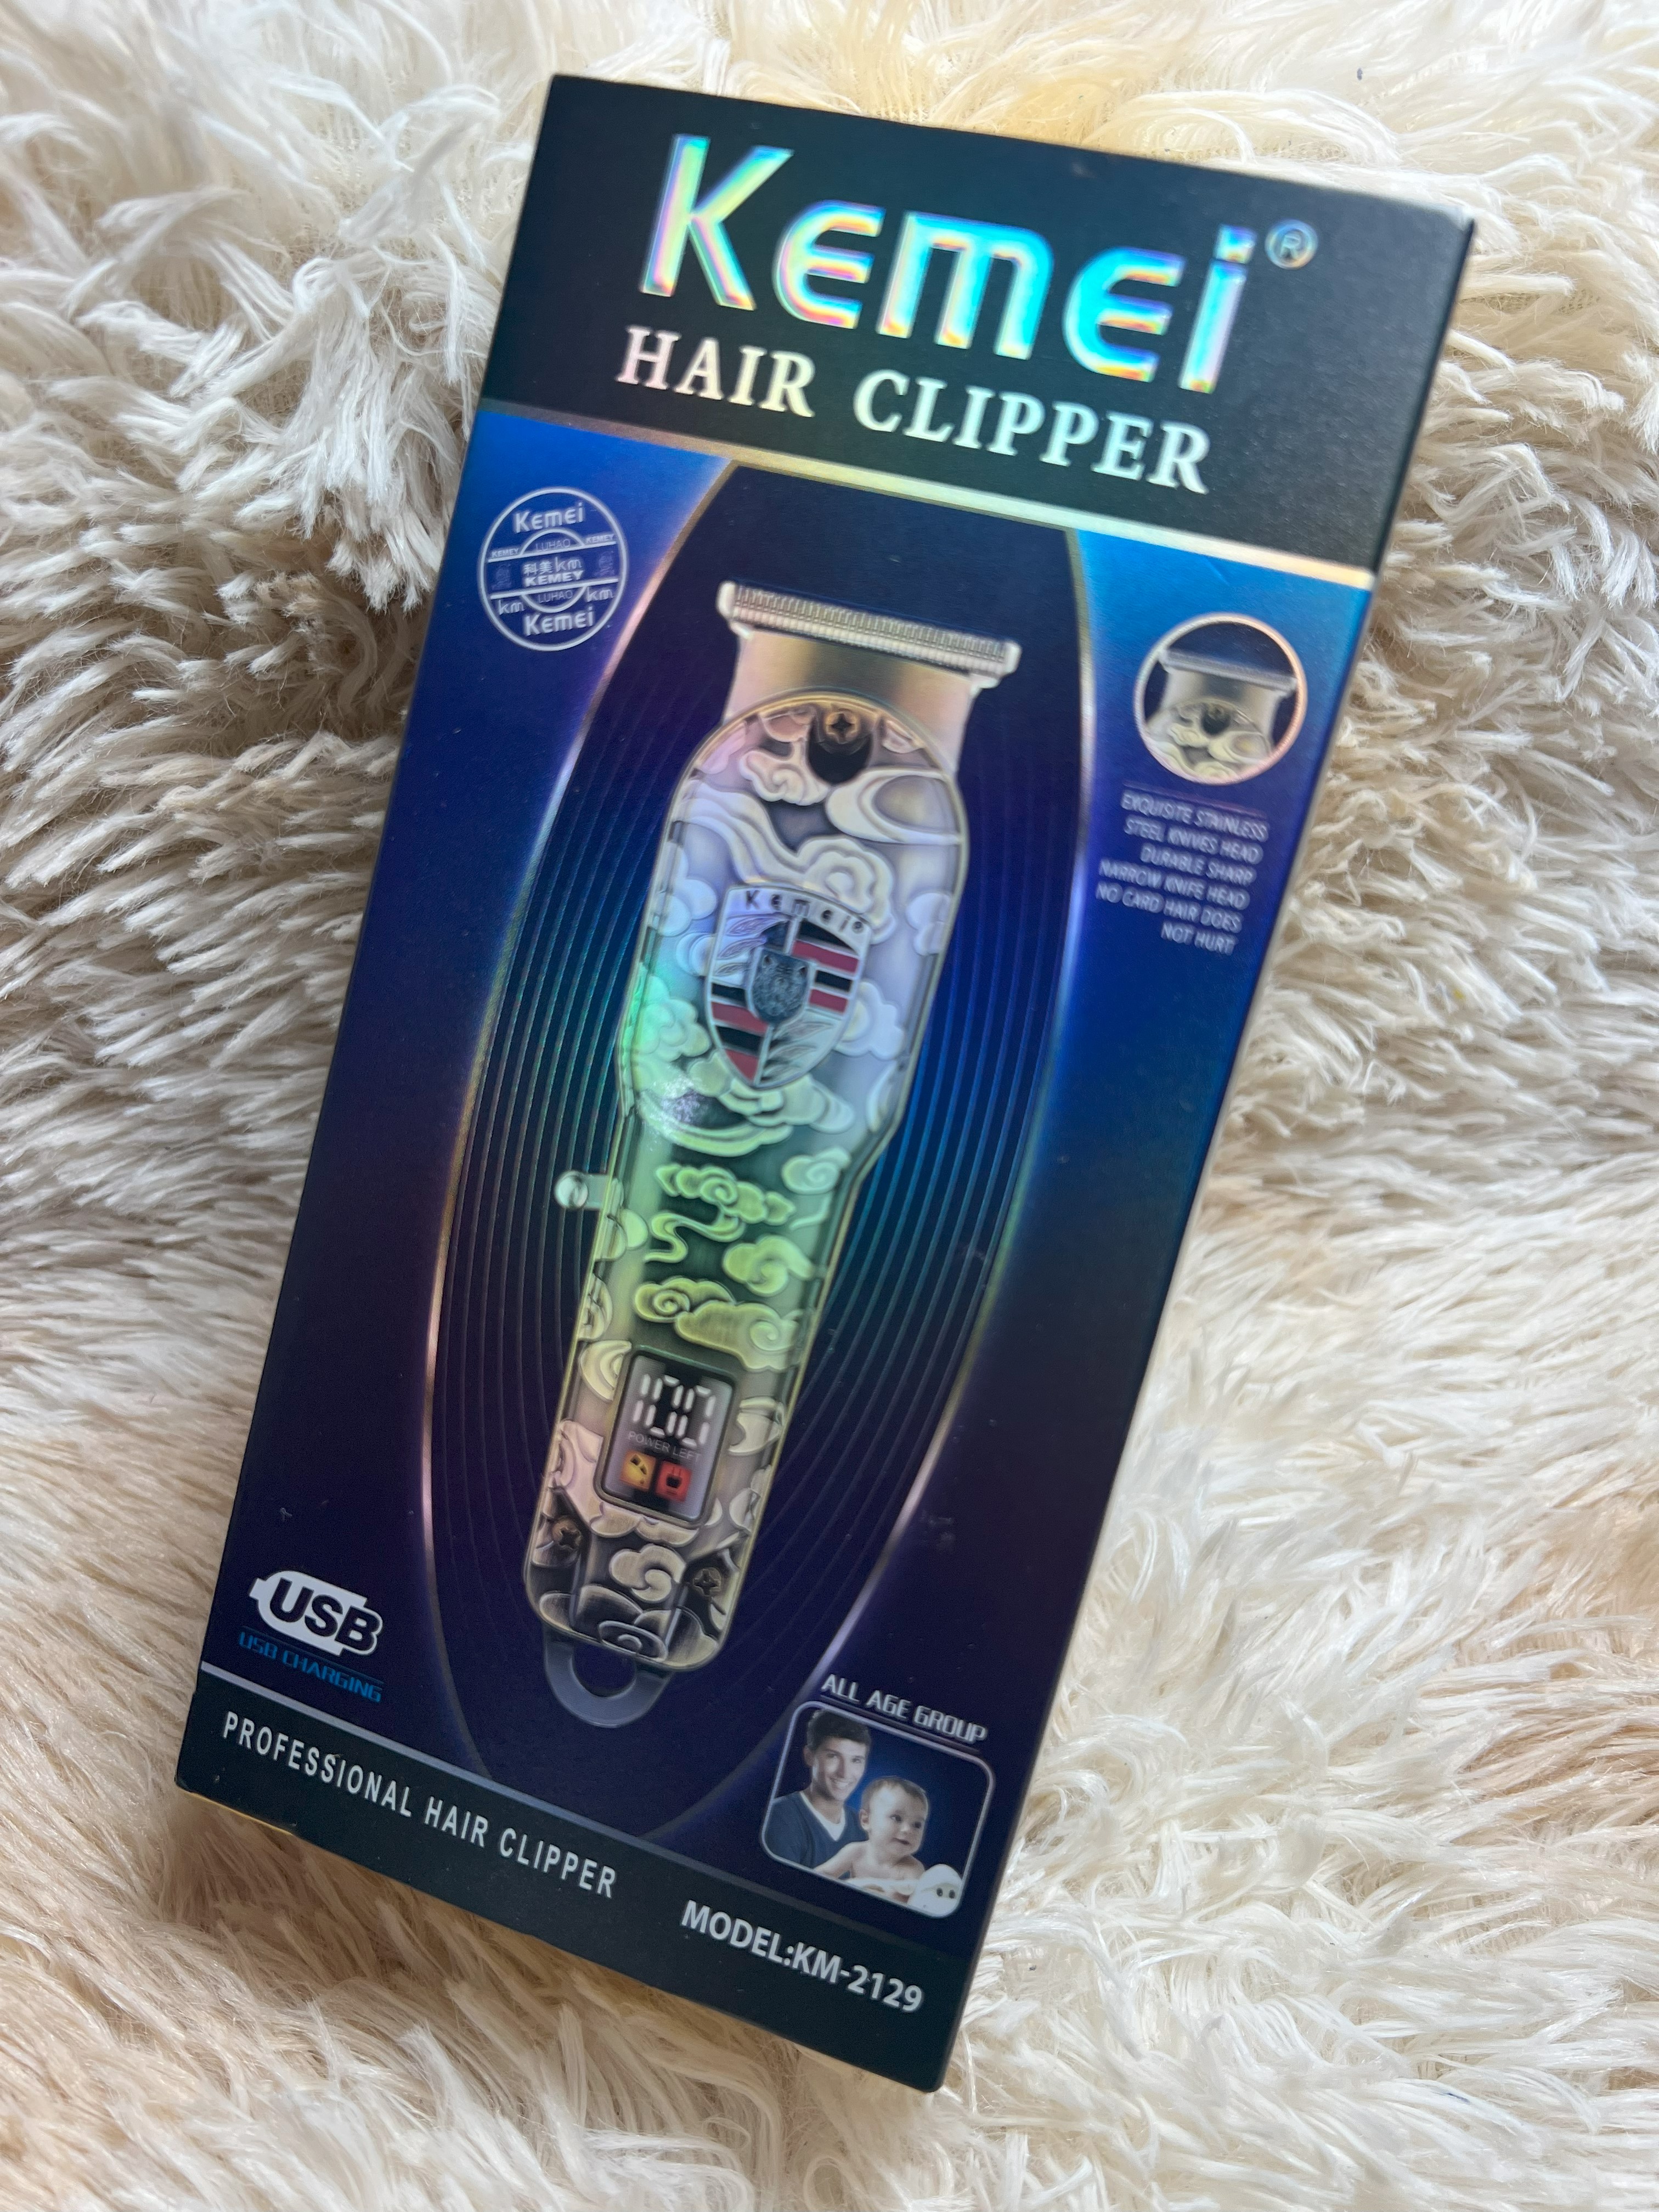 Kemei®
HAIR CLIPPER
Kemei
KEMEY LUHAO KEMEY
科美 km
KEMEY
km LUHAO km
Kemei
EXQUISITE STAINLESS
STEEL KNIVES HEAD
DURABLE SHARP
NARROW KNIFE HEAD
NO CARD HAIR DOES
NOT HURT
Kemei®
100
POWER LEFT
USB
USB CHARGING
ALL AGE GROUP
PROFESSIONAL HAIR CLIPPER
MODEL:KM-2129